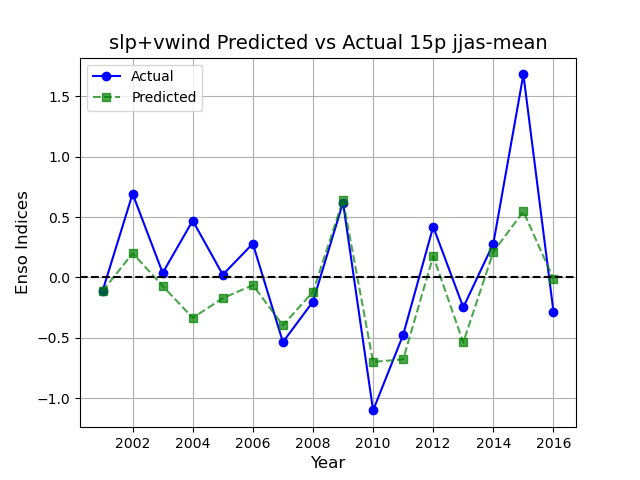 slp+vwind Predicted vs Actual 15p jjas-mean
Actual
Predicted
Enso Indices
1.5
1.0
0.5
0.0
−0.5
−1.0
2002 2004 2006 2008 2010 2012 2014 2016
Year